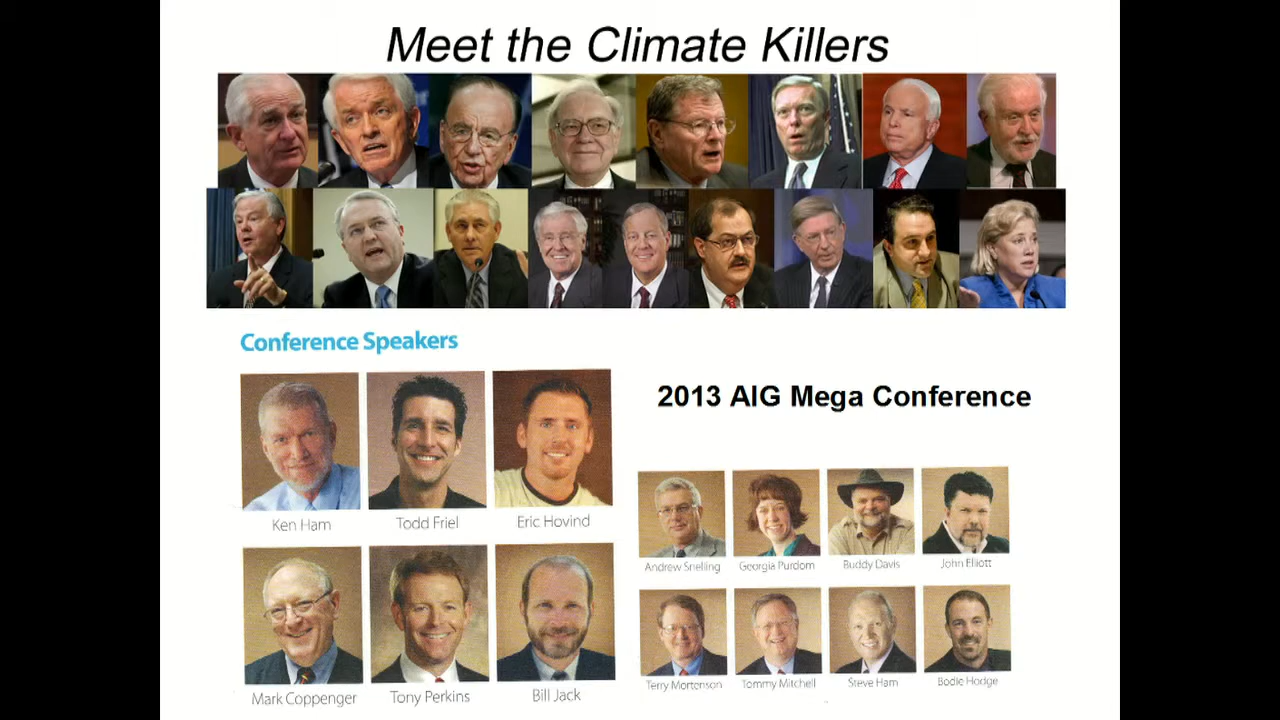 Meet the Climate Killers
Conference Speakers
2013 AIG Mega Conference
Ken Ham
Todd Friel
Eric Hovind
Andrew Snelling
Georgia Purdom
Buddy Davis
John Elliott
Mark Coppenger
Tony Perkins
Bill Jack
Terry Mortenson
Tommy Mitchell
Steve Ham
Bodie Hodge